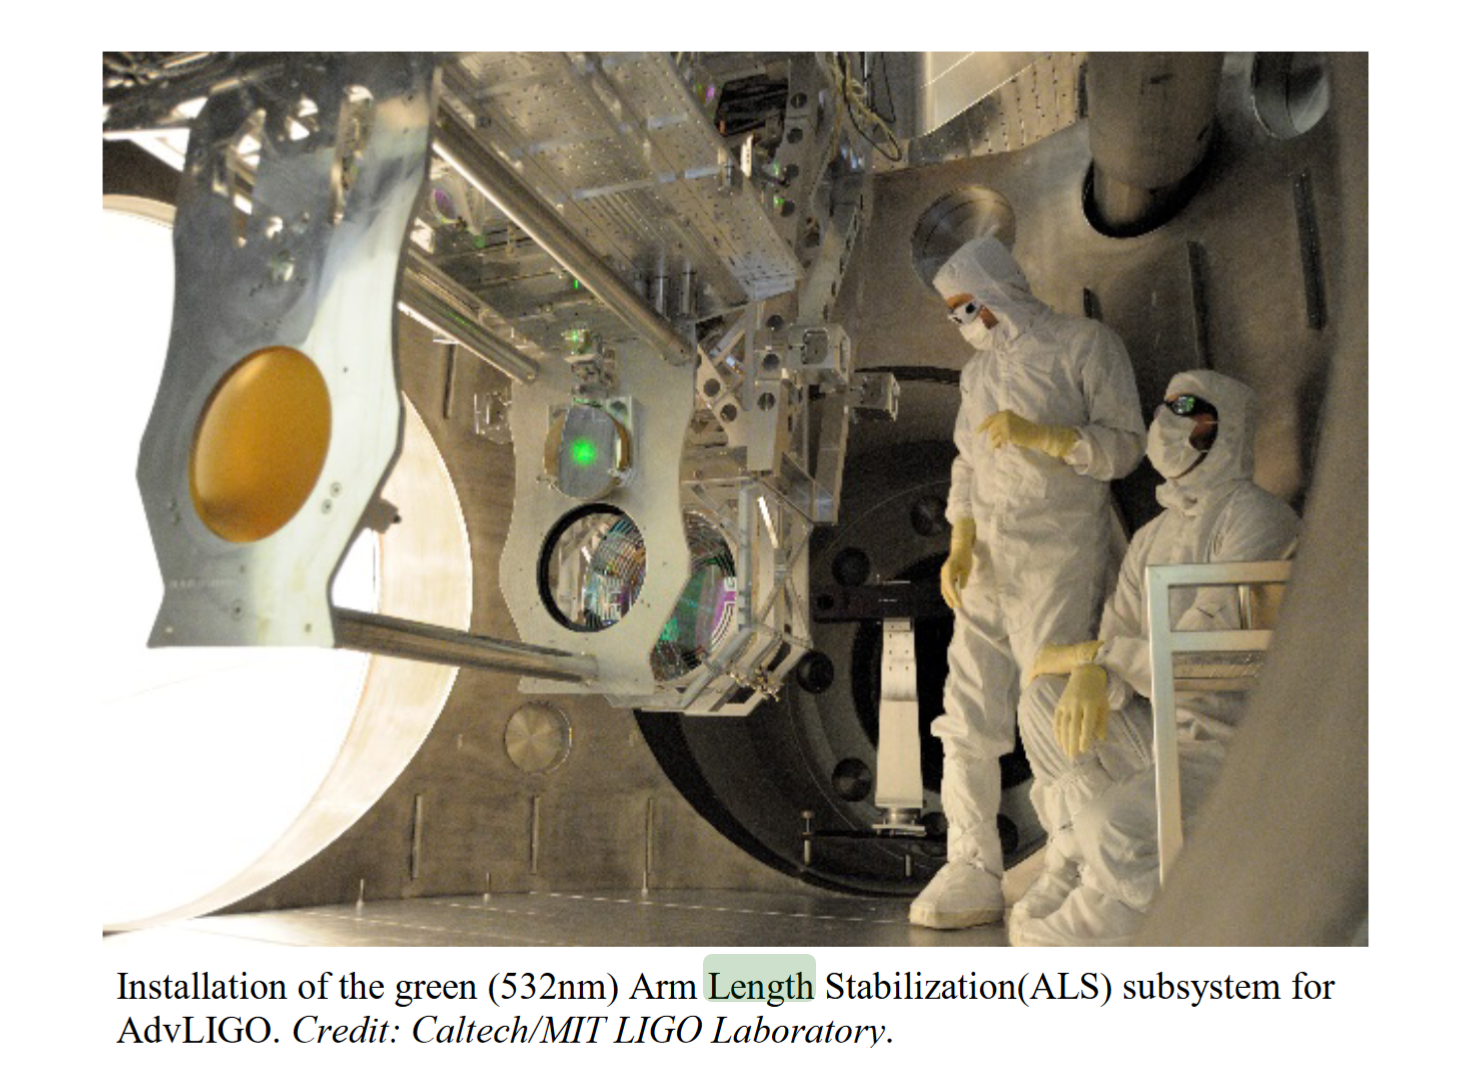 Installation of the green (532nm) Arm Length Stabilization(ALS) subsystem for
AdvLIGO. Credit: Caltech/MIT LIGO Laboratory.